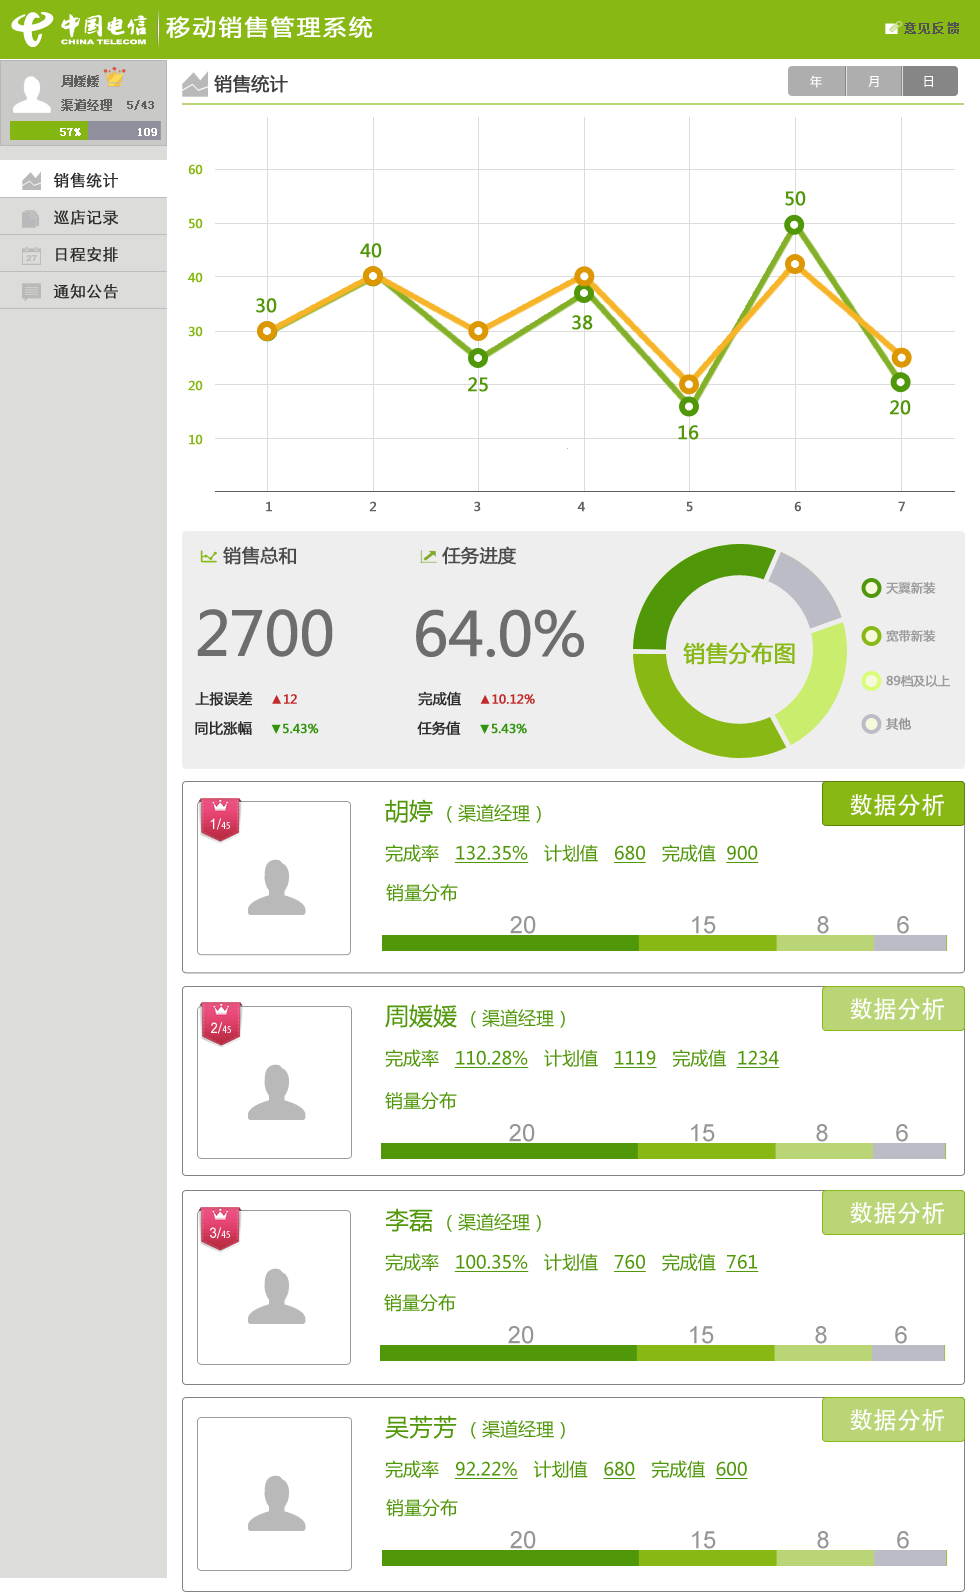 中国电信
CHINA TELECOM
移动销售管理系统
意见反馈
周媛媛
渠道经理 5/43
57% 109
销售统计
巡店记录
27
日程安排
通知公告
销售统计
年 月 日
60
50
40
30
20
10
30
40
25
38
16
50
20
1 2 3 4 5 6 7
销售总和
2700
上报误差 ▲12
同比涨幅 ▼5.43%
任务进度
64.0%
完成值 ▲10.12%
任务值 ▼5.43%
销售分布图
天翼新装
宽带新装
89档及以上
其他
1/45
胡婷（渠道经理）
数据分析
完成率 132.35% 计划值 680 完成值 900
销量分布
20 15 8 6
2/45
周媛媛（渠道经理）
数据分析
完成率 110.28% 计划值 1119 完成值 1234
销量分布
20 15 8 6
3/45
李磊（渠道经理）
数据分析
完成率 100.35% 计划值 760 完成值 761
销量分布
20 15 8 6
吴芳芳（渠道经理）
数据分析
完成率 92.22% 计划值 680 完成值 600
销量分布
20 15 8 6